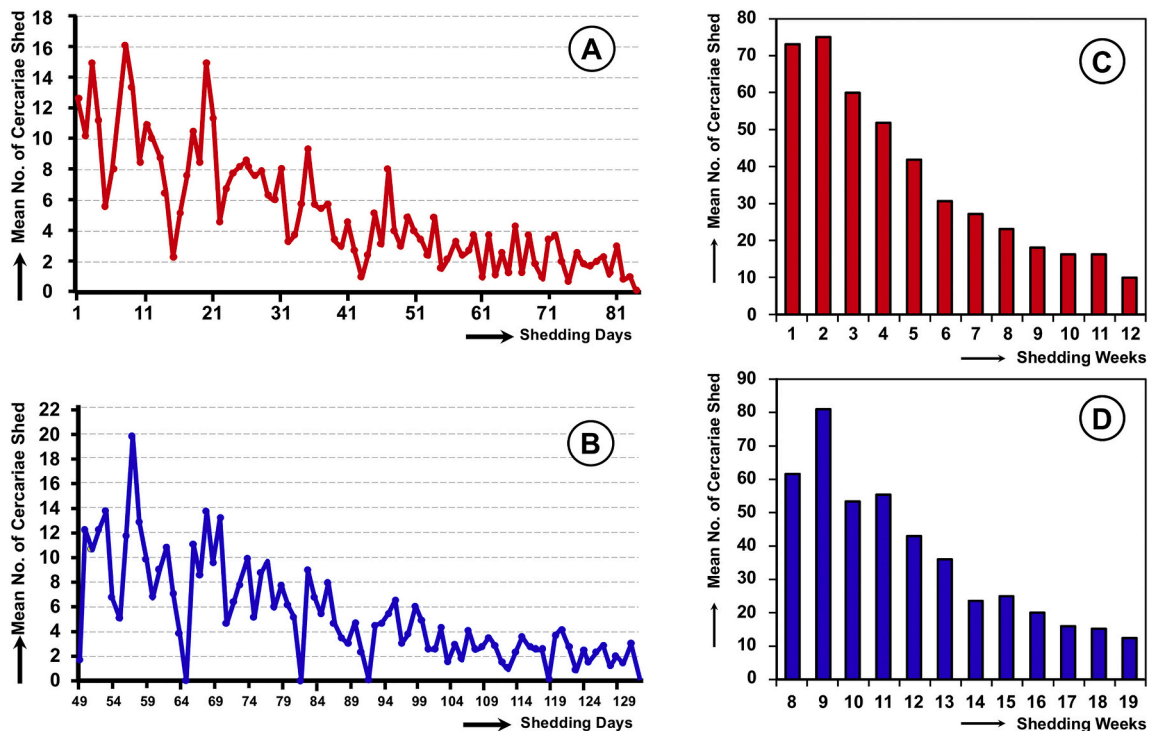 A
Mean No. of Cercariae Shed
18
16
14
12
10
8
6
4
2
0
1 11 21 31 41 51 61 71 81
Shedding Days
C
Mean No. of Cercariae Shed
80
70
60
50
40
30
20
10
0
1 2 3 4 5 6 7 8 9 10 11 12
Shedding Weeks
B
Mean No. of Cercariae Shed
22
20
18
16
14
12
10
8
6
4
2
0
49 54 59 64 69 74 79 84 89 94 99 104 109 114 119 124 129
Shedding Days
D
Mean No. of Cercariae Shed
90
80
70
60
50
40
30
20
10
0
8 9 10 11 12 13 14 15 16 17 18 19
Shedding Weeks